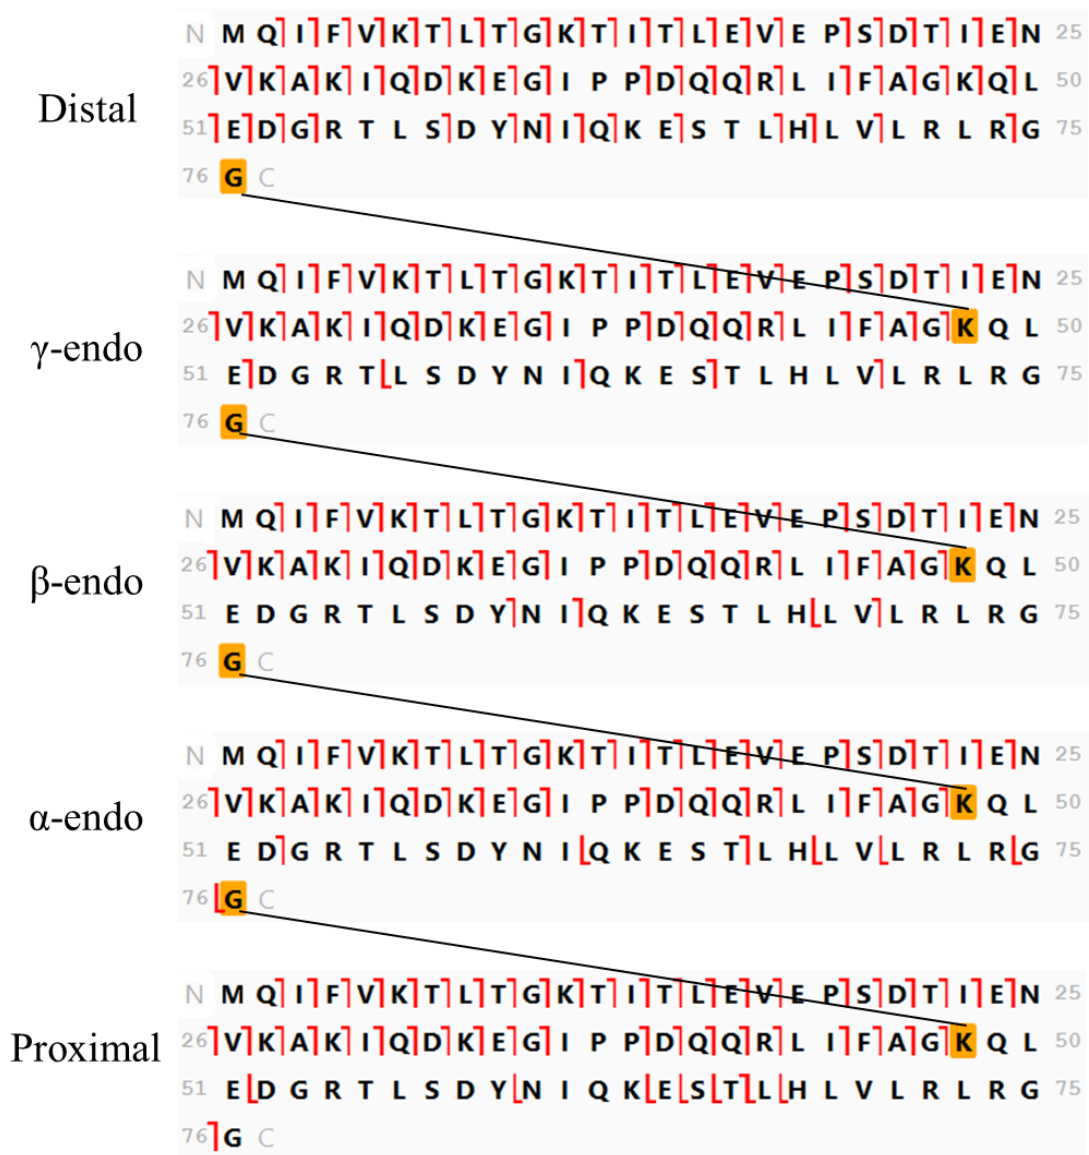 Distal
N M Q I F V K T L T G K T I T L E V E P S D T I E N 25
26 V K A K I Q D K E G I P P D Q Q R L I F A G K Q L 50
51 E D G R T L S D Y N I Q K E S T L H L V L R L R G 75
76 G C
γ-endo
N M Q I F V K T L T G K T I T L E V E P S D T I E N 25
26 V K A K I Q D K E G I P P D Q Q R L I F A G K Q L 50
51 E D G R T L S D Y N I Q K E S T L H L V L R L R G 75
76 G C
β-endo
N M Q I F V K T L T G K T I T L E V E P S D T I E N 25
26 V K A K I Q D K E G I P P D Q Q R L I F A G K Q L 50
51 E D G R T L S D Y N I Q K E S T L H L V L R L R G 75
76 G C
α-endo
N M Q I F V K T L T G K T I T L E V E P S D T I E N 25
26 V K A K I Q D K E G I P P D Q Q R L I F A G K Q L 50
51 E D G R T L S D Y N I Q K E S T L H L V L R L R G 75
76 G C
Proximal
N M Q I F V K T L T G K T I T L E V E P S D T I E N 25
26 V K A K I Q D K E G I P P D Q Q R L I F A G K Q L 50
51 E D G R T L S D Y N I Q K E S T L H L V L R L R G 75
76 G C